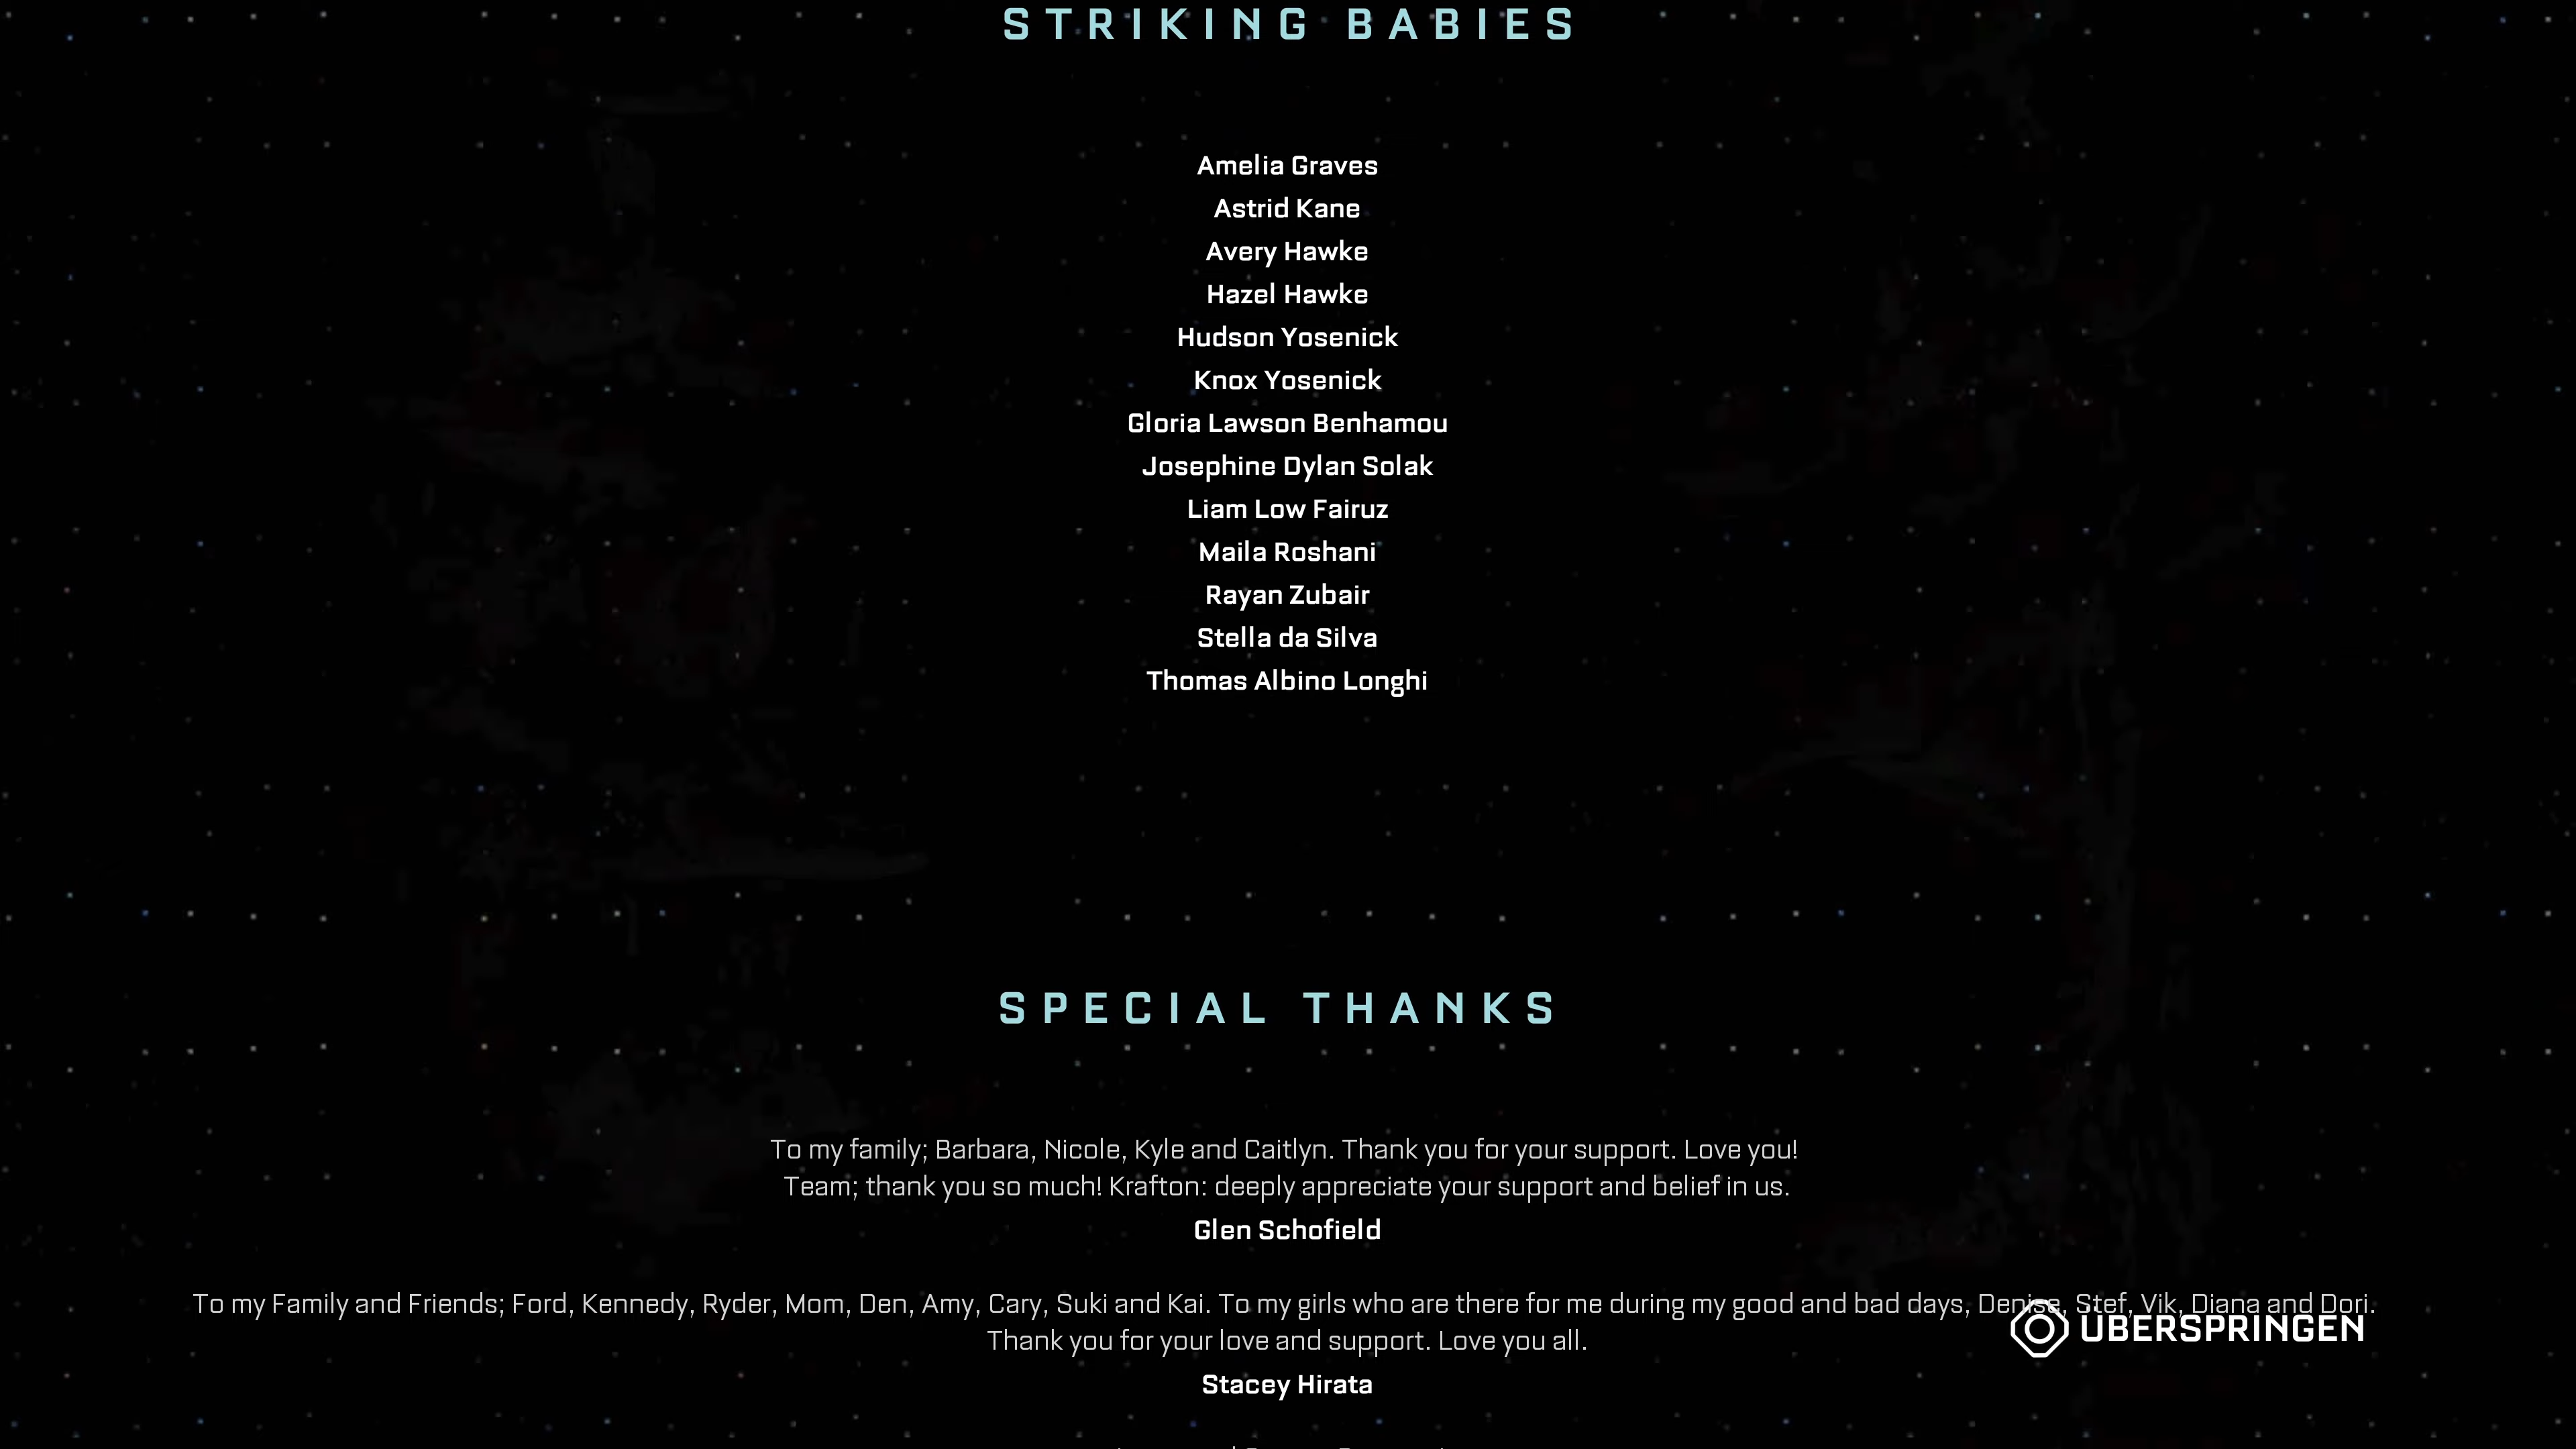 STRIKING BABIES
Amelia Graves
Astrid Kane
Avery Hawke
Hazel Hawke
Hudson Yosenick
Knox Yosenick
Gloria Lawson Benhamou
Josephine Dylan Solak
Liam Low Fairuz
Maila Roshani
Rayan Zubair
Stella da Silva
Thomas Albino Longhi
SPECIAL THANKS
To my family; Barbara, Nicole, Kyle and Caitlyn. Thank you for your support. Love you!
Team; thank you so much! Krafton: deeply appreciate your support and belief in us.
Glen Schofield
To my Family and Friends; Ford, Kennedy, Ryder, Mom, Den, Amy, Cary, Suki and Kai. To my girls who are there for me during my good and bad days, Denise, Stef, Vik, Diana and Dori.
ÜBERSPRINGEN
Thank you for your love and support. Love you all.
Stacey Hirata